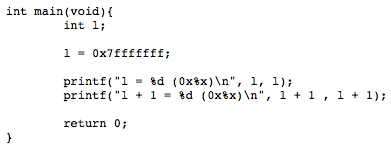 int main(void){
int l;
l = 0x7fffffff;
printf("l = %d (0x%x)\n", l, l);
printf("l + 1 = %d (0x%x)\n", l + 1 , l + 1);
return 0;
}